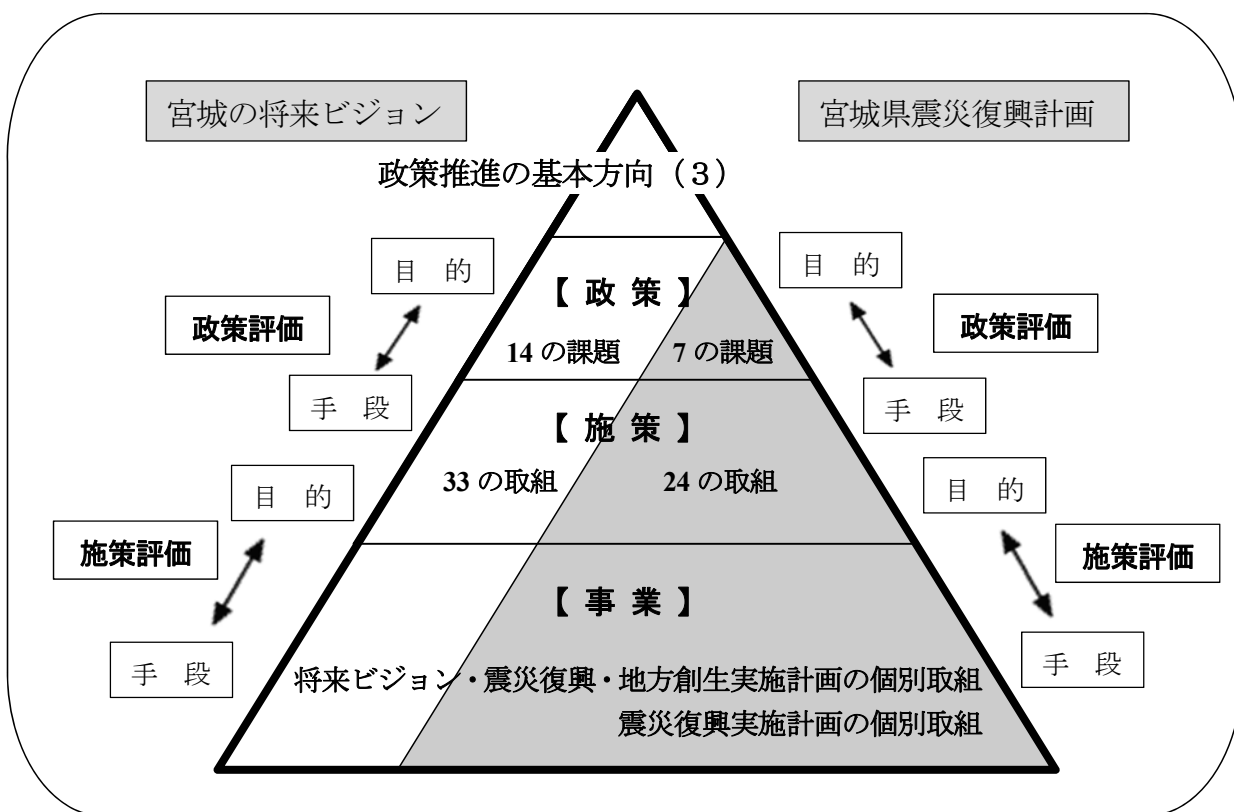 宮城の将来ビジョン
宮城県震災復興計画
政策推進の基本方向(3)
目 的
目 的
【 政 策 】
政策評価
政策評価
14 の課題
7 の課題
手 段
手 段
【 施 策 】
33 の取組
24 の取組
目 的
目 的
施策評価
施策評価
【 事 業 】
手 段
手 段
将来ビジョン・震災復興・地方創生実施計画の個別取組
震災復興実施計画の個別取組